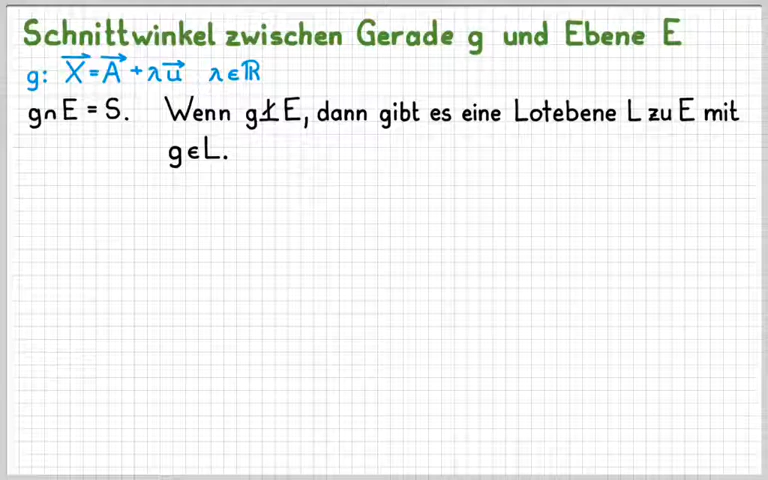 Schnittwinkel zwischen Gerade g und Ebene E
g: X⃗ = A⃗ + λu⃗ λ∈ℝ
g∩E = S. Wenn g⊥̸E, dann gibt es eine Lotebene L zu E mit
g∈L.